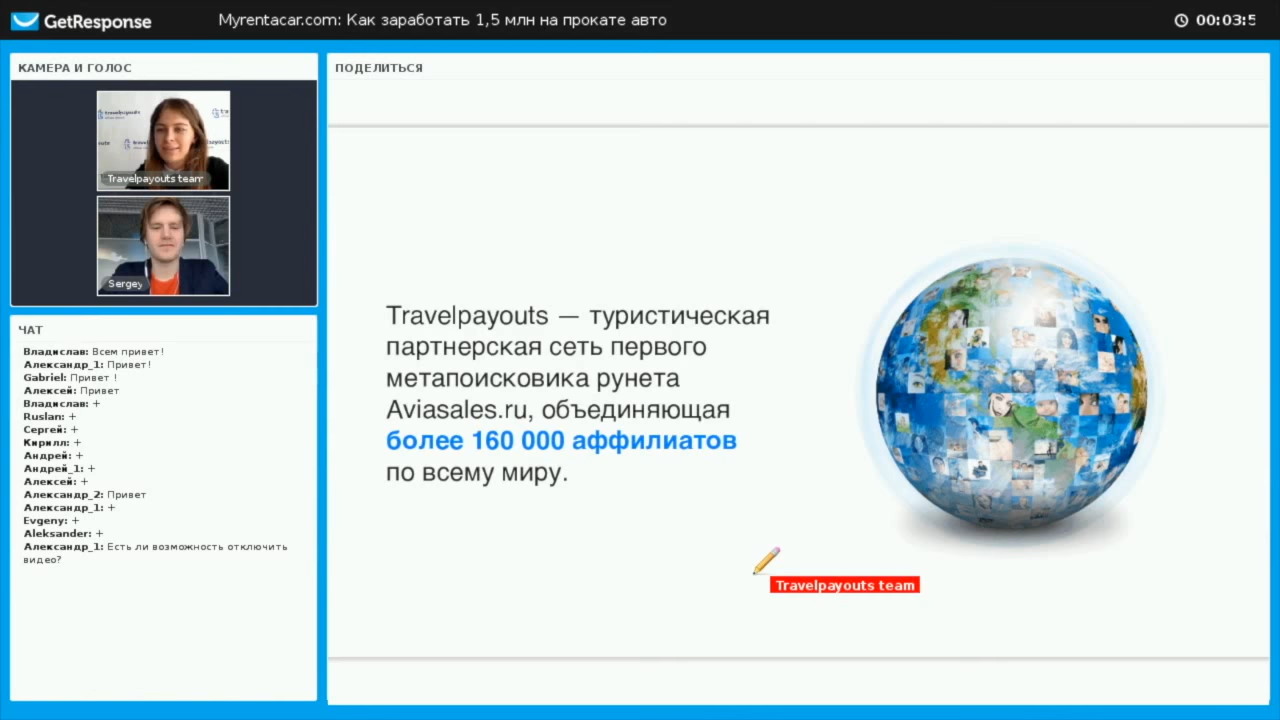 GetResponse
Myrentacar.com: Как заработать 1,5 млн на прокате авто
00:03:5
КАМЕРА И ГОЛОС
Travelpayouts team
Sergey
ЧАТ
Владислав: Всем привет!
Александр_1: Привет!
Gabriel: Привет !
Алексей: Привет
Владислав: +
Ruslan: +
Сергей: +
Кирилл: +
Андрей: +
Андрей_1: +
Алексей: +
Александр_2: Привет
Александр_1: +
Evgeny: +
Aleksander: +
Александр_1: Есть ли возможность отключить
видео?
ПОДЕЛИТЬСЯ
Travelpayouts — туристическая
партнерская сеть первого
метапоисковика рунета
Aviasales.ru, объединяющая
более 160 000 аффилиатов
по всему миру.
Travelpayouts team